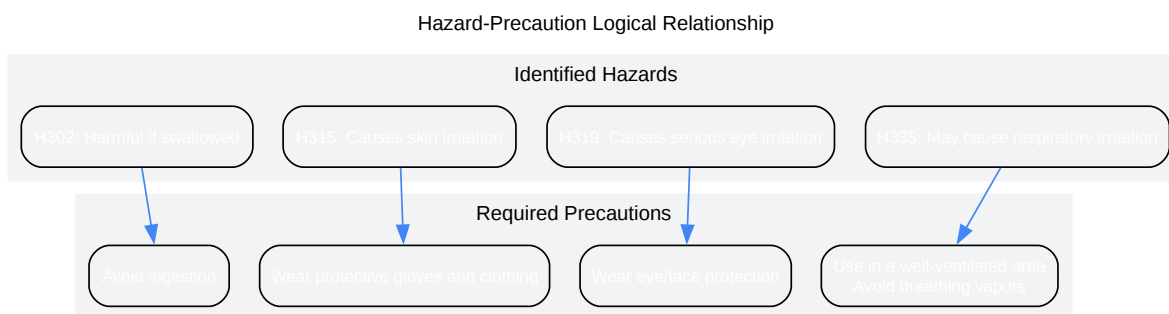 Hazard-Precaution Logical Relationship
Identified Hazards
H302: Harmful if swallowed
H315: Causes skin irritation
H319: Causes serious eye irritation
H335: May cause respiratory irritation
Required Precautions
Avoid ingestion
Wear protective gloves and clothing
Wear eye/face protection
Use in a well-ventilated area
Avoid breathing vapors